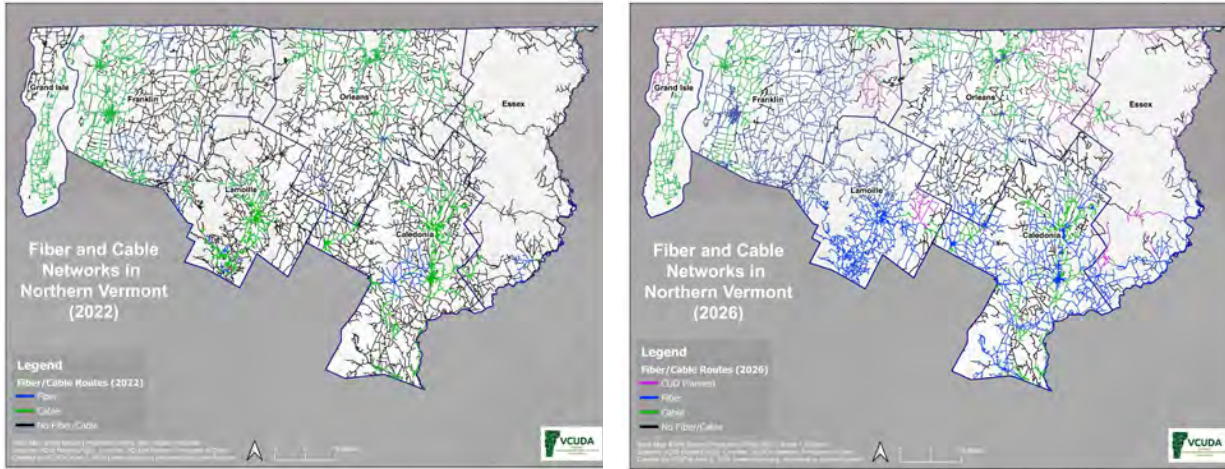 Grand Isle
Franklin
Orleans
Essex
Lamoille
Caledonia
Fiber and Cable
Networks in
Northern Vermont
(2022)
Legend
Fiber/Cable Routes (2022)
Fiber
Cable
No Fiber/Cable
VCUDA
Grand Isle
Franklin
Orleans
Essex
Lamoille
Caledonia
Fiber and Cable
Networks in
Northern Vermont
(2026)
Legend
Fiber/Cable Routes (2026)
CUD Planned
Fiber
Cable
No Fiber/Cable
VCUDA